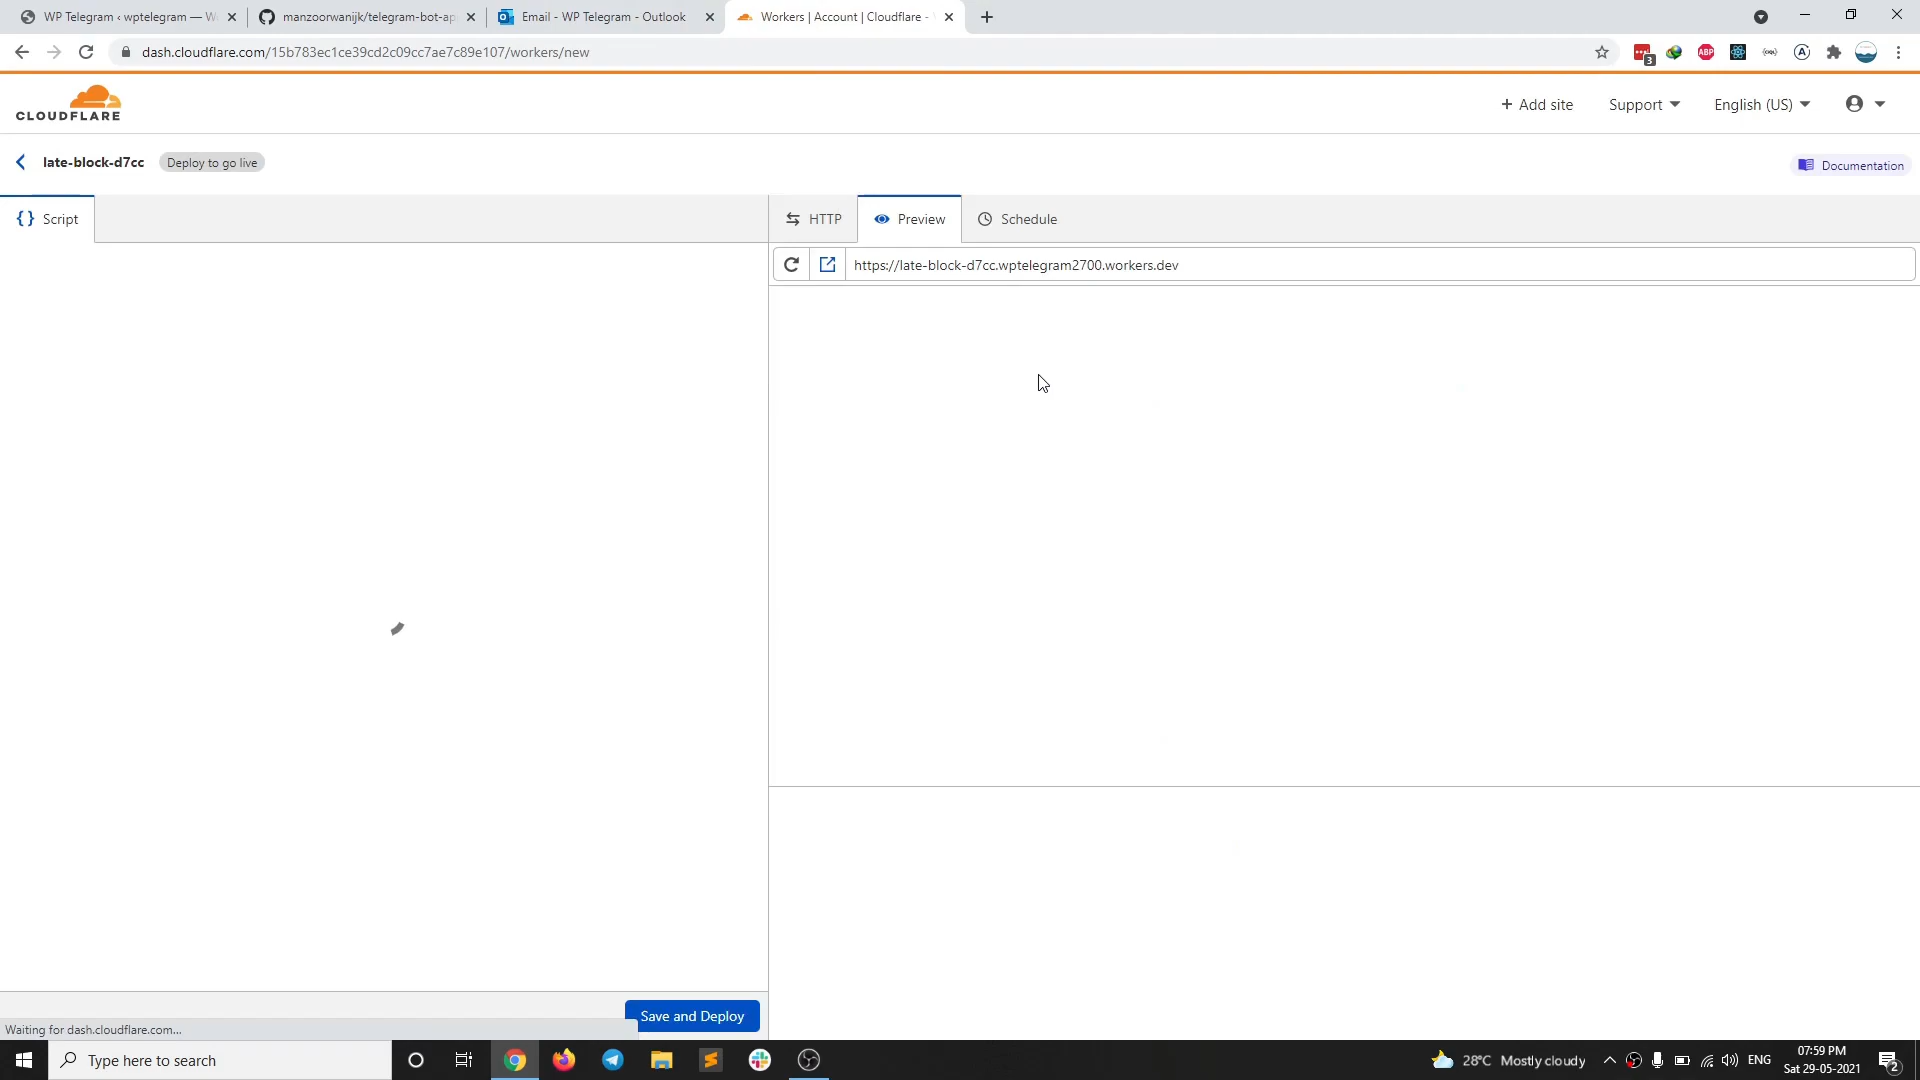 WP Telegram ‹ wptelegram — W
manzoorwanijk/telegram-bot-ap
Email - WP Telegram - Outlook
Workers | Account | Cloudflare -
dash.cloudflare.com/15b783ec1ce39cd2c09cc7ae7c89e107/workers/new
3
ABP
CLOUDFLARE
+ Add site
Support
English (US)
late-block-d7cc
Deploy to go live
Documentation
{} Script
HTTP
Preview
Schedule
https://late-block-d7cc.wptelegram2700.workers.dev
Save and Deploy
Waiting for dash.cloudflare.com...
Type here to search
28°C Mostly cloudy
ENG
07:59 PM
Sat 29-05-2021
2